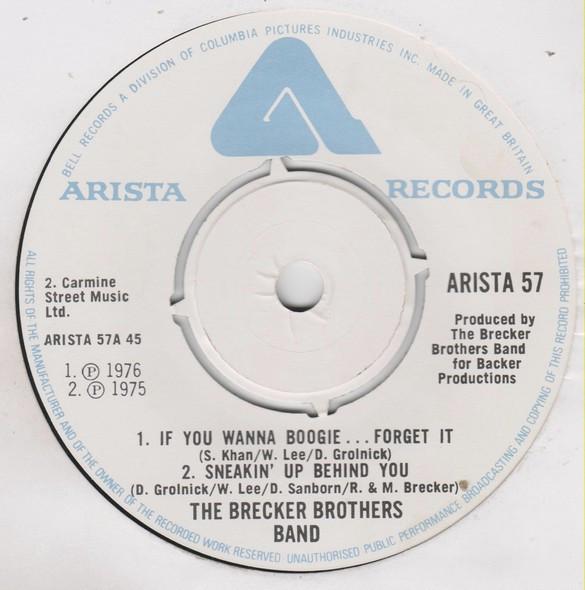 BELL RECORDS A DIVISION OF COLUMBIA PICTURES INDUSTRIES INC. MADE IN GREAT BRITAIN
ARISTA RECORDS
2. Carmine
Street Music
Ltd.
ARISTA 57A 45
1. Ⓟ 1976
2. Ⓟ 1975
ARISTA 57
Produced by
The Brecker
Brothers Band
for Backer
Productions
1. IF YOU WANNA BOOGIE... FORGET IT
(S. Khan/W. Lee/D. Grolnick)
2. SNEAKIN' UP BEHIND YOU
(D. Grolnick/W. Lee/D. Sanborn/R. & M. Brecker)
THE BRECKER BROTHERS
BAND
ALL RIGHTS OF THE MANUFACTURER AND OF THE OWNER OF THE RECORDED WORK RESERVED. UNAUTHORISED PUBLIC PERFORMANCE BROADCASTING AND COPYING OF THIS RECORD PROHIBITED